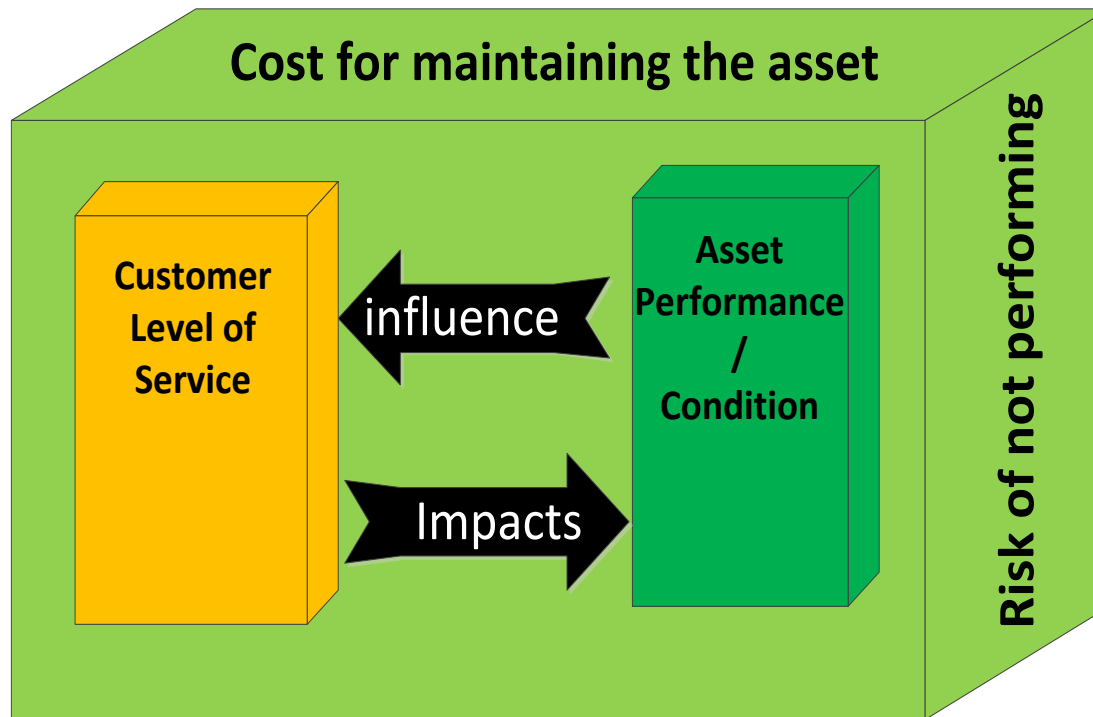 Cost for maintaining the asset
Customer
Level of
Service
influence
Asset
Performance
/
Condition
Impacts
Risk of not performing